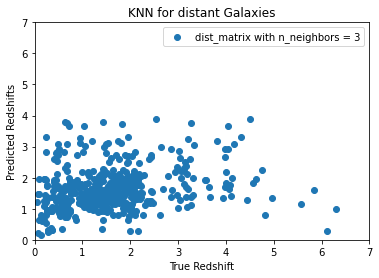 KNN for distant Galaxies
dist_matrix with n_neighbors = 3
Predicted Redshifts
7
6
5
4
3
2
1
0
0 1 2 3 4 5 6 7
True Redshift